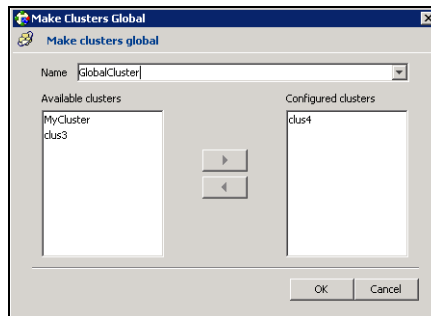 Make Clusters Global
Make clusters global
Name GlobalCluster
Available clusters
MyCluster
clus3
Configured clusters
clus4
OK Cancel